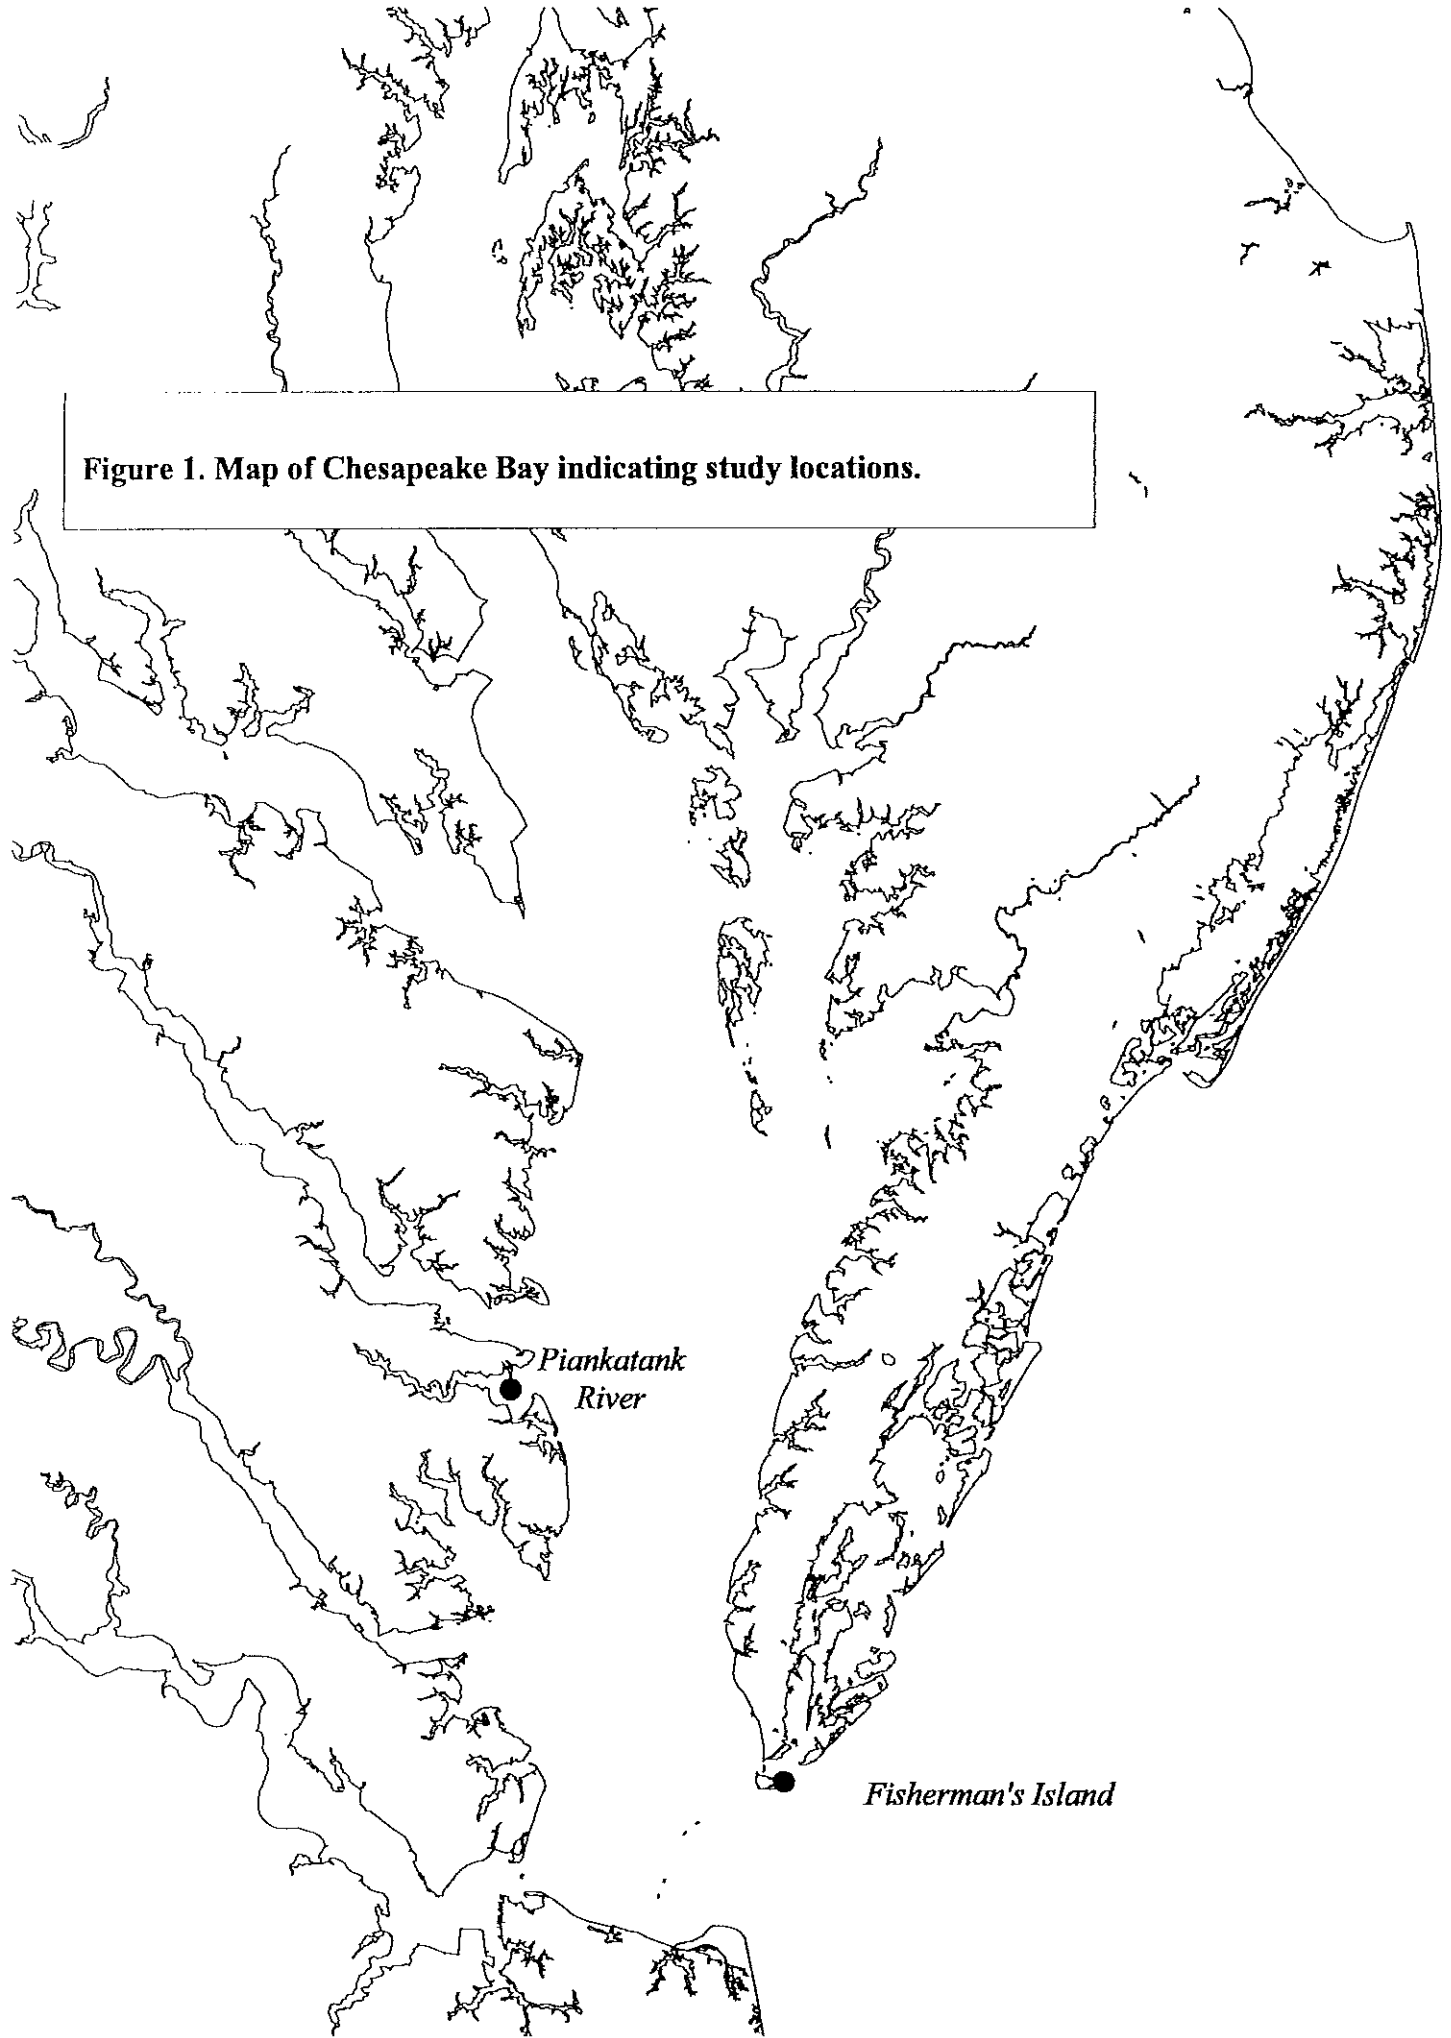 Figure 1. Map of Chesapeake Bay indicating study locations.
Piankatank
River
Fisherman's Island